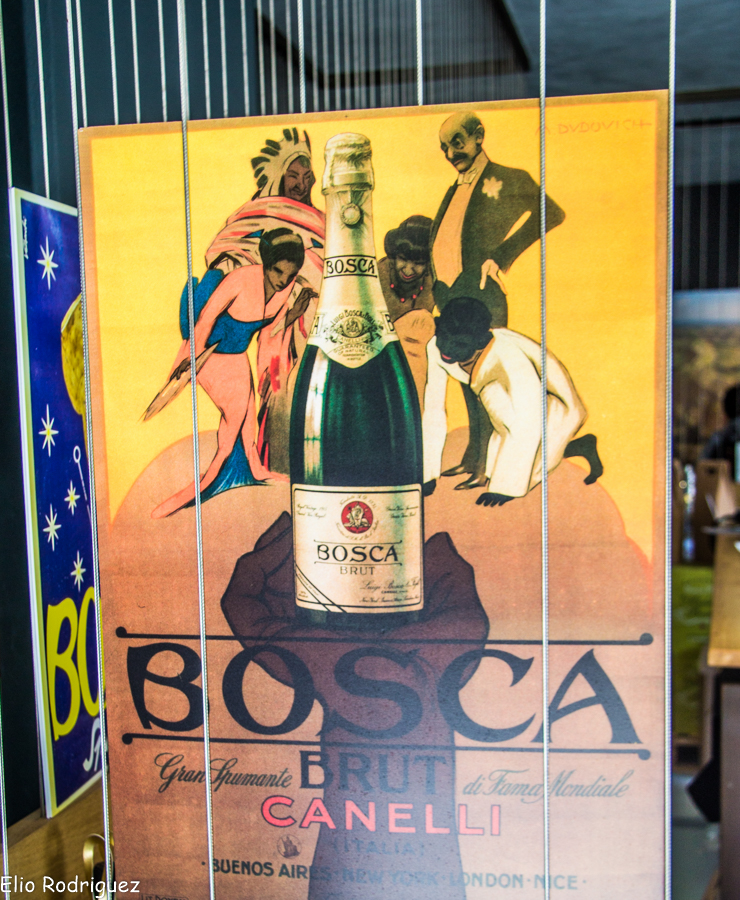 M. DUDOVICH
BOSCA
BOSCA
BRUT
BOSCA
Gran Spumante BRUT di Fama Mondiale
CANELLI
(ITALIA)
BUENOS AIRES · NEW YORK · LONDON · NICE ·
BO
Elio Rodriguez